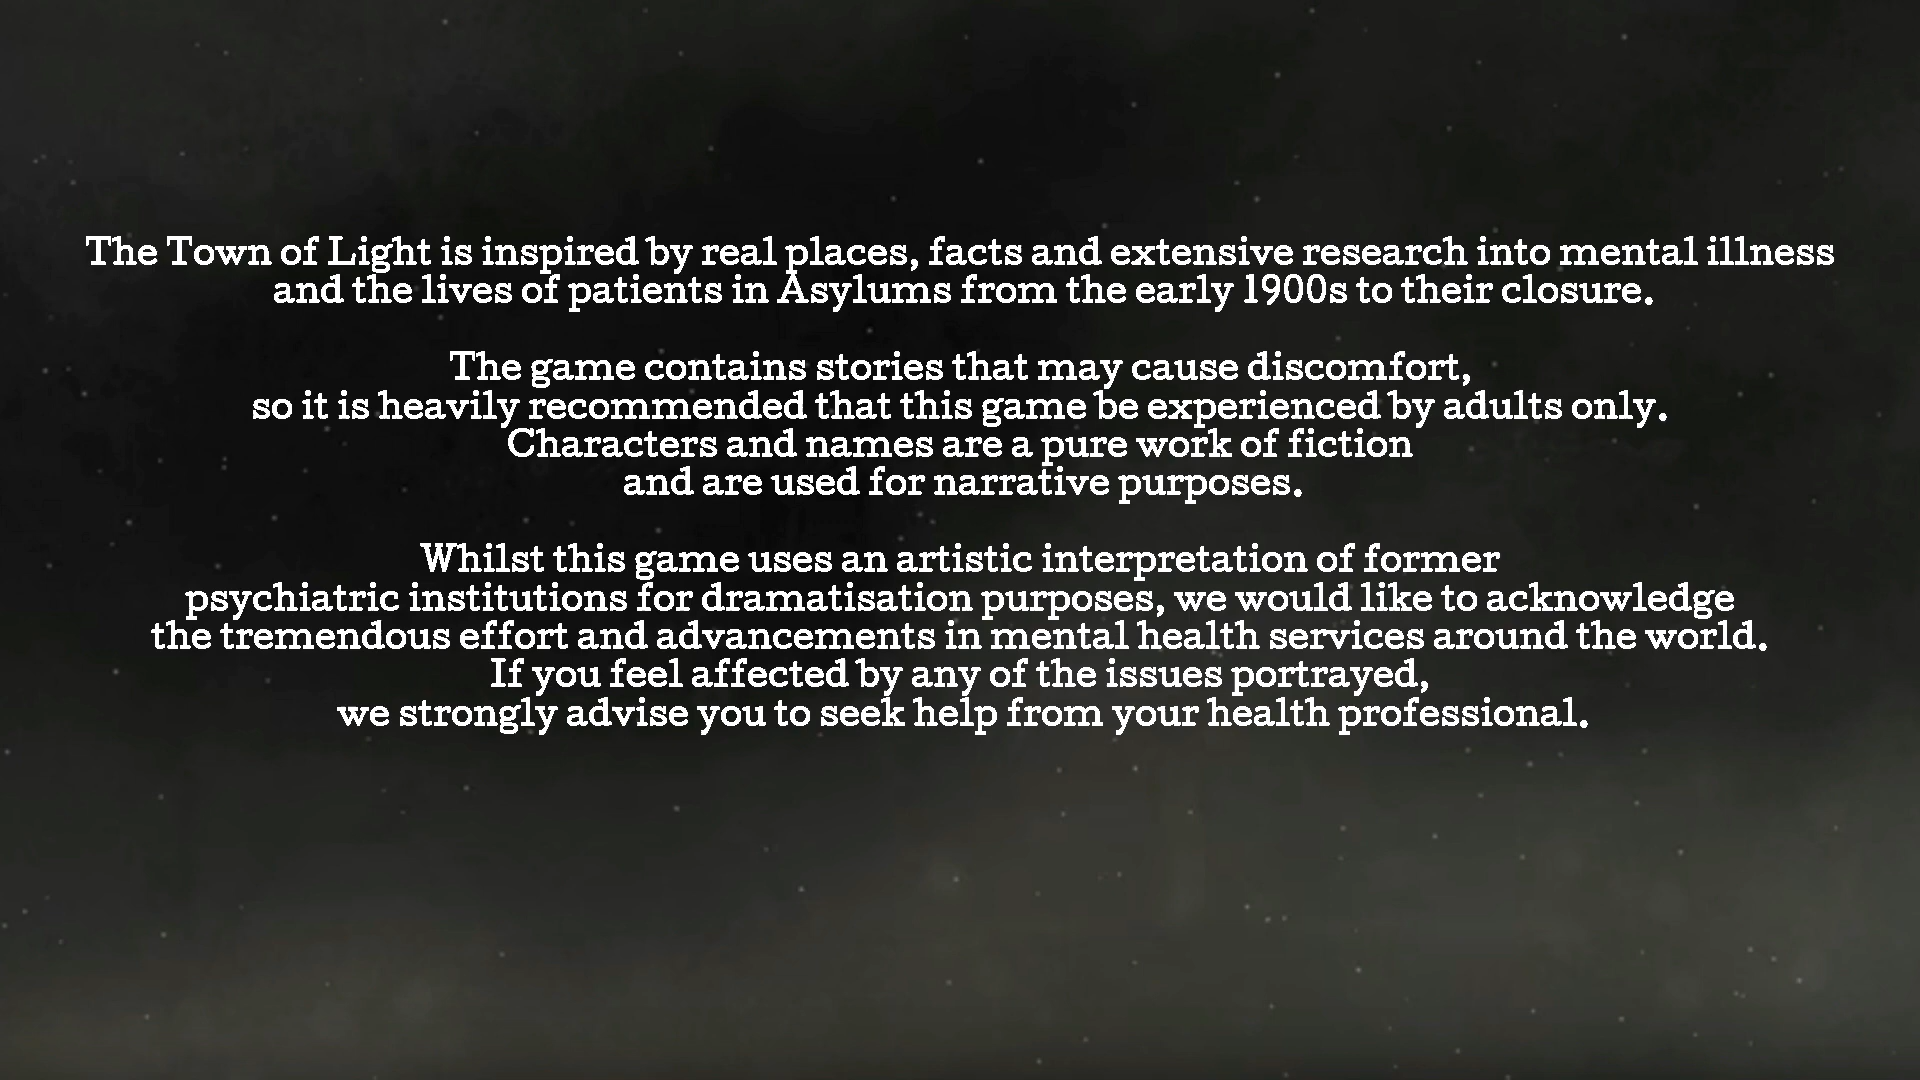 The Town of Light is inspired by real places, facts and extensive research into mental illness
and the lives of patients in Asylums from the early 1900s to their closure.
The game contains stories that may cause discomfort,
so it is heavily recommended that this game be experienced by adults only.
Characters and names are a pure work of fiction
and are used for narrative purposes.
Whilst this game uses an artistic interpretation of former
psychiatric institutions for dramatisation purposes, we would like to acknowledge
the tremendous effort and advancements in mental health services around the world.
If you feel affected by any of the issues portrayed,
we strongly advise you to seek help from your health professional.